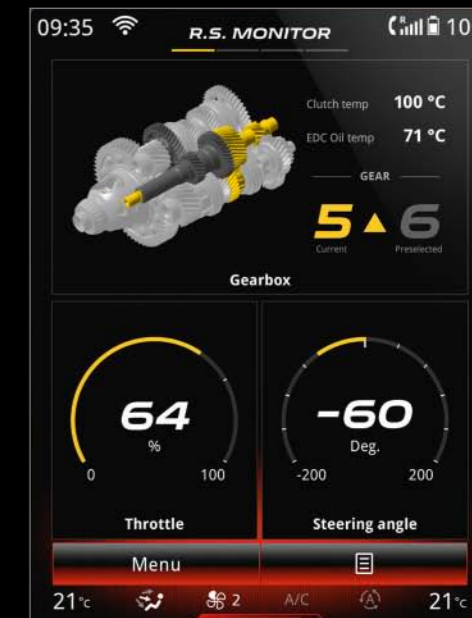 09:35 R.S. MONITOR R 10
Clutch temp 100 °C
EDC Oil temp 71 °C
GEAR
5 6
Current Preselected
Gearbox
64 -60
% Deg.
0 100 -200 200
Throttle Steering angle
Menu
21°C 2 A/C A 21°C